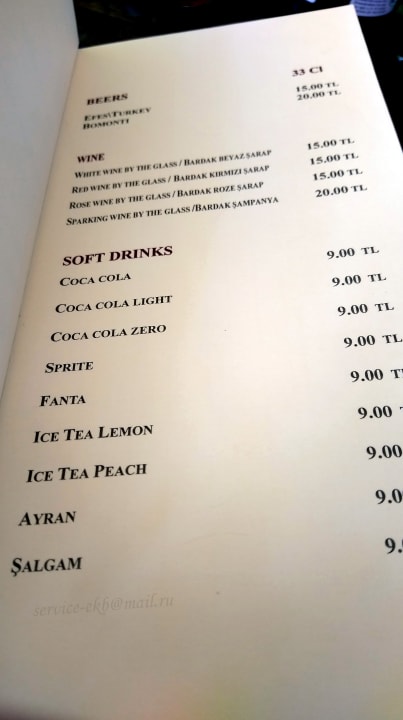 33 Cl
BEERS
EFES\TURKEY 15.00 TL
BOMONTI 20.00 TL
WINE
WHITE WINE BY THE GLASS / BARDAK BEYAZ ŞARAP 15.00 TL
RED WINE BY THE GLASS / BARDAK KIRMIZI ŞARAP 15.00 TL
ROSE WINE BY THE GLASS / BARDAK ROZE ŞARAP 15.00 TL
SPARKING WINE BY THE GLASS /BARDAK ŞAMPANYA 20.00 TL
SOFT DRINKS
COCA COLA 9.00 TL
COCA COLA LIGHT 9.00 TL
COCA COLA ZERO 9.00 TL
SPRITE 9.00 TL
FANTA 9.00 T
ICE TEA LEMON 9.00
ICE TEA PEACH 9.00
AYRAN 9.0
ŞALGAM 9.
service-ekb@mail.ru